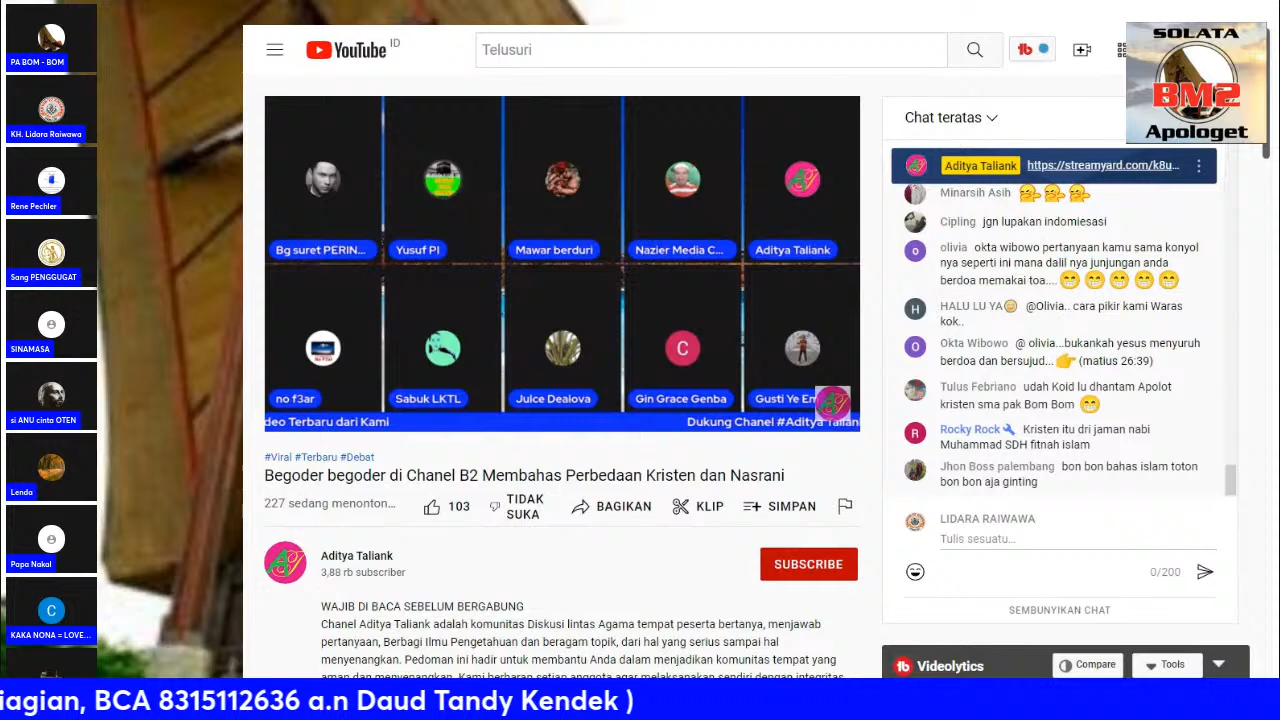 PA BOM - BOM
KH. Lidara Raiwawa
Rene Pechler
Sang PENGGUGAT
SINAMASA
si ANU cinta OTEN
Lenda
Papa Nakal
C
KAKA NONA = LOVE...
YouTube ID
Telusuri
SOLATA
BM2
Apologet
Bg suret PERIN...
Yusuf PI
Mawar berduri
Nazier Media C...
Aditya Taliank
no f3ar
Sabuk LKTL
Juice Dealova
C
Gin Grace Genba
Gusti Ye
deo Terbaru dari Kami
Dukung Chanel #Aditya Taliank
#Viral #Terbaru #Debat
Begoder begoder di Chanel B2 Membahas Perbedaan Kristen dan Nasrani
227 sedang menonton...
103
TIDAK
SUKA
BAGIKAN
KLIP
SIMPAN
Aditya Taliank
3,88 rb subscriber
SUBSCRIBE
WAJIB DI BACA SEBELUM BERGABUNG
Chanel Aditya Taliank adalah komunitas Diskusi lintas Agama tempat peserta bertanya, menjawab
pertanyaan, Berbagi Ilmu Pengetahuan dan beragam topik, dari hal yang serius sampai hal
menyenangkan. Pedoman ini hadir untuk membantu Anda dalam menjadikan komunitas tempat yang
aman dan menyenangkan. Kami berharap setiap anggota agar melaksanakan sendiri dengan integritas
Chat teratas
Aditya Taliank https://streamyard.com/k8u...
Minarsih Asih
Cipling jgn lupakan indomiesasi
olivia okta wibowo pertanyaan kamu sama konyol
nya seperti ini mana dalil nya junjungan anda
berdoa memakai toa....
HALU LU YA @Olivia.. cara pikir kami Waras
kok..
Okta Wibowo @ olivia...bukankah yesus menyuruh
berdoa dan bersujud... (matius 26:39)
Tulus Febriano udah Koid lu dhantam Apolot
kristen sma pak Bom Bom
Rocky Rock Kristen itu dri jaman nabi
Muhammad SDH fitnah islam
Jhon Boss palembang bon bon bahas islam toton
bon bon aja ginting
LIDARA RAIWAWA
Tulis sesuatu...
0/200
SEMBUNYIKAN CHAT
Videolytics
Compare
Tools
iagian, BCA 8315112636 a.n Daud Tandy Kendek )